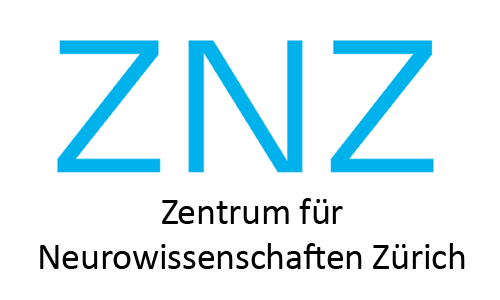 ZNZ
Zentrum für
Neurowissenschaften Zürich